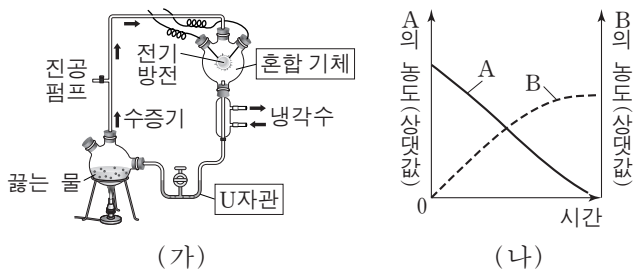 전기
방전
혼합 기체
진공
펌프
수증기
냉각수
끓는 물
U자관
(가)
A의 농도(상댓값)
B의 농도(상댓값)
A
B
0
시간
(나)